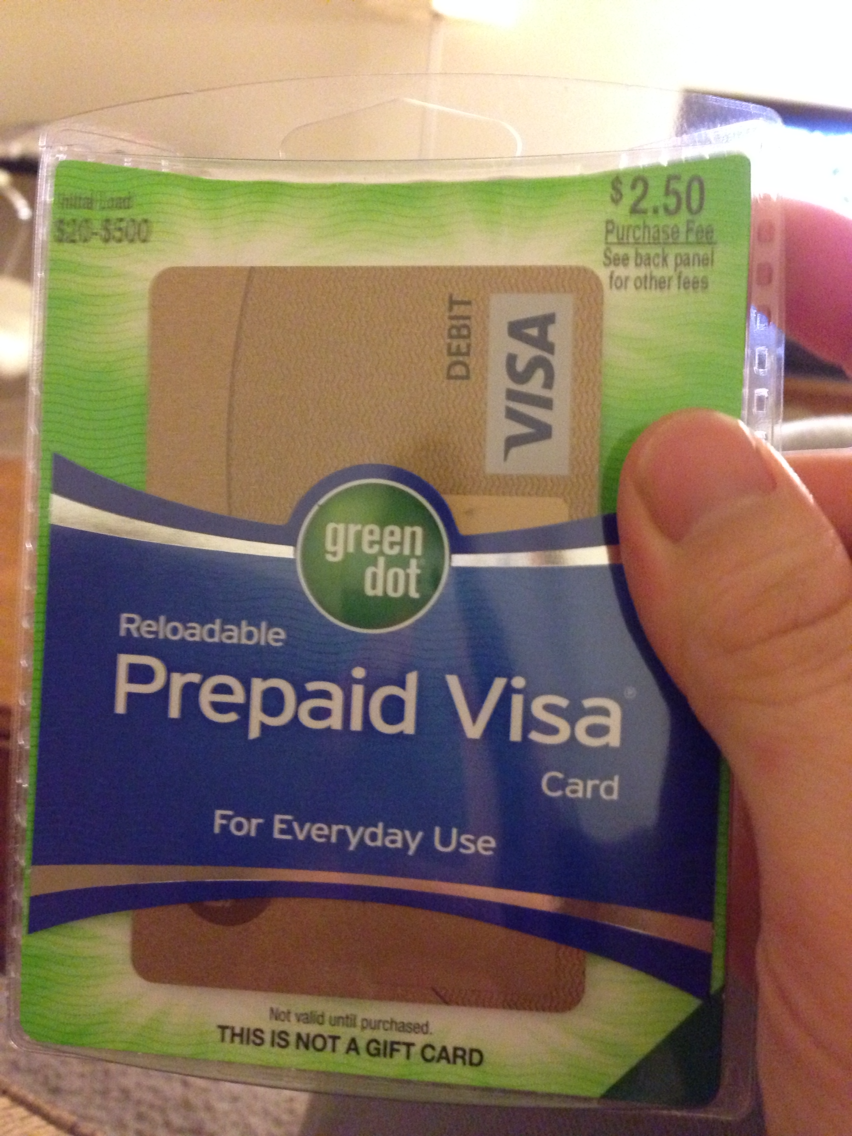 Initial Load:
$20-$500
$2.50
Purchase Fee
See back panel
for other fees
DEBIT
VISA
green
dot
Reloadable
Prepaid Visa®
Card
For Everyday Use
Not valid until purchased.
THIS IS NOT A GIFT CARD